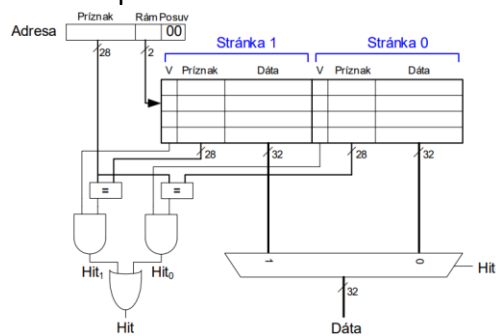 Príznak Rám Posuv
Adresa 00
28 2
Stránka 1 Stránka 0
V Príznak Dáta V Príznak Dáta
28 32 28 32
= =
1 0
Hit₁ Hit₀ Hit
32
Hit Dáta